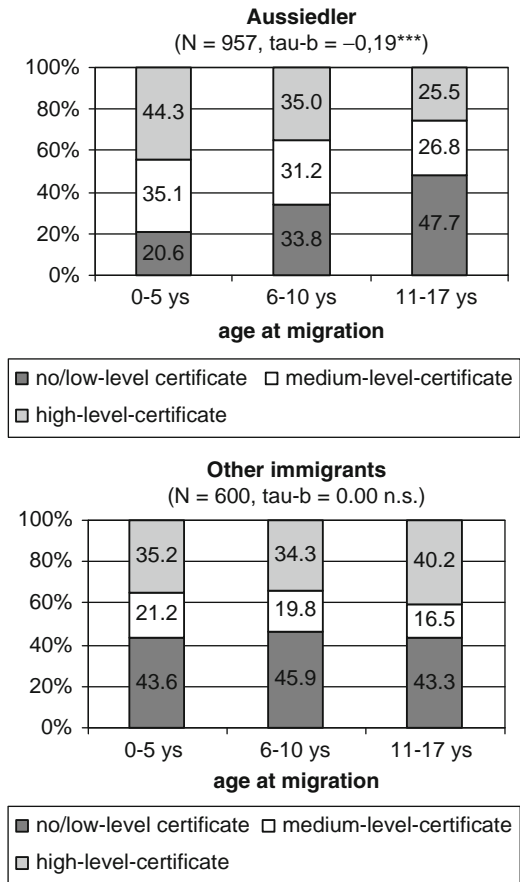 Aussiedler
(N = 957, tau-b = –0,19***)
100% 44.3 35.0 25.5
80%
60% 35.1 31.2 26.8
40%
20% 20.6 33.8 47.7
0%
0-5 ys 6-10 ys 11-17 ys
age at migration
no/low-level certificate medium-level-certificate
high-level-certificate
Other immigrants
(N = 600, tau-b = 0.00 n.s.)
100%
80% 35.2 34.3 40.2
60% 21.2 19.8 16.5
40%
20% 43.6 45.9 43.3
0%
0-5 ys 6-10 ys 11-17 ys
age at migration
no/low-level certificate medium-level-certificate
high-level-certificate